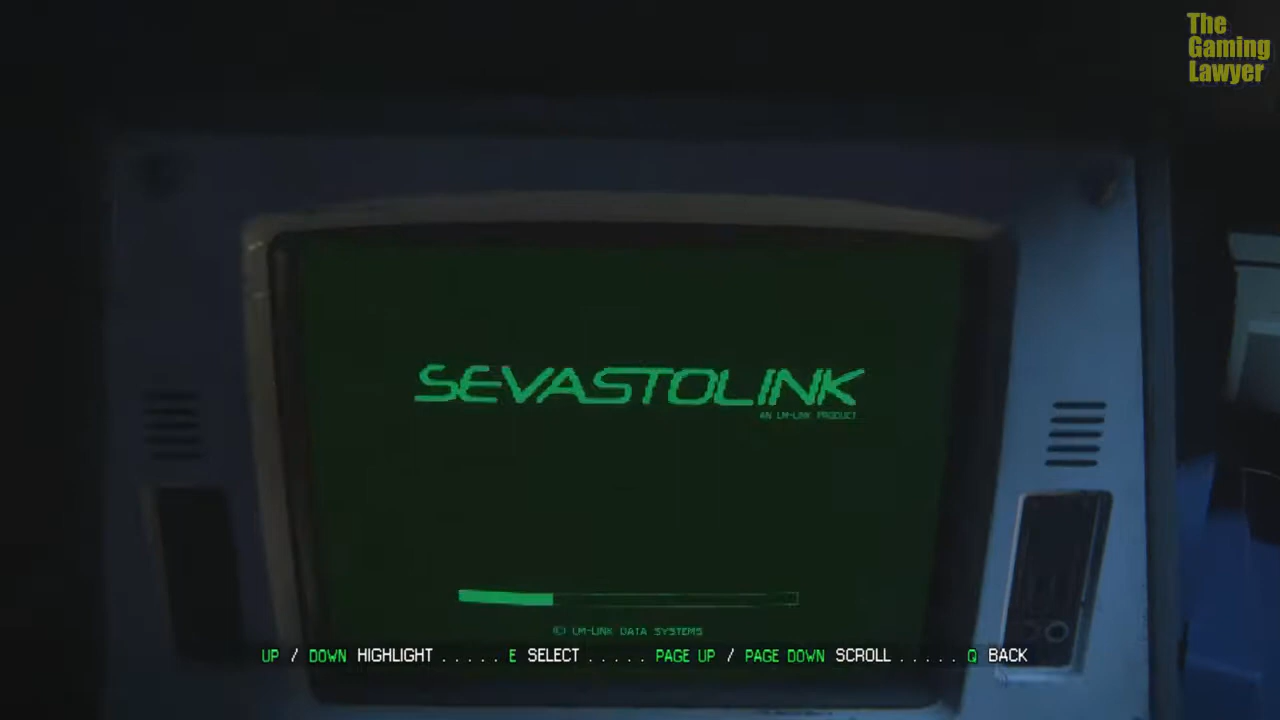 The
Gaming
Lawyer
SEVASTOLINK
AN LM-LINK PRODUCT
© LM-LINK DATA SYSTEMS
UP / DOWN HIGHLIGHT ..... E SELECT ..... PAGE UP / PAGE DOWN SCROLL ..... Q BACK